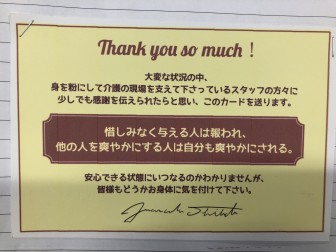 Thank you so much！
大変な状況の中、
身を粉にして介護の現場を支えて下さっているスタッフの方々に
少しでも感謝を伝えられたらと思い、このカードを送ります。
惜しみなく与える人は報われ、
他の人を爽やかにする人は自分も爽やかにされる。
安心できる状態にいつなるのかわかりませんが、
皆様もどうかお身体に気を付けて下さい。